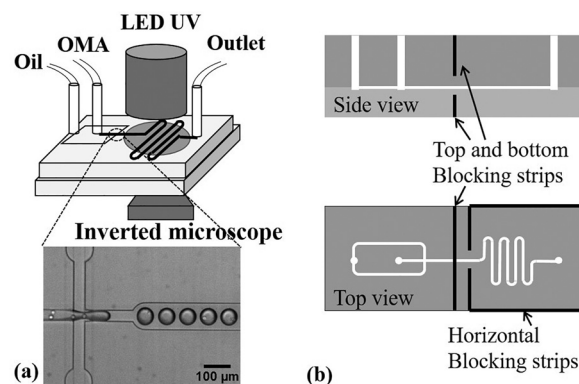 LED UV
OMA
Outlet
Oil
Inverted microscope
100 µm
(a)
Side view
Top and bottom
Blocking strips
Top view
Horizontal
Blocking strips
(b)